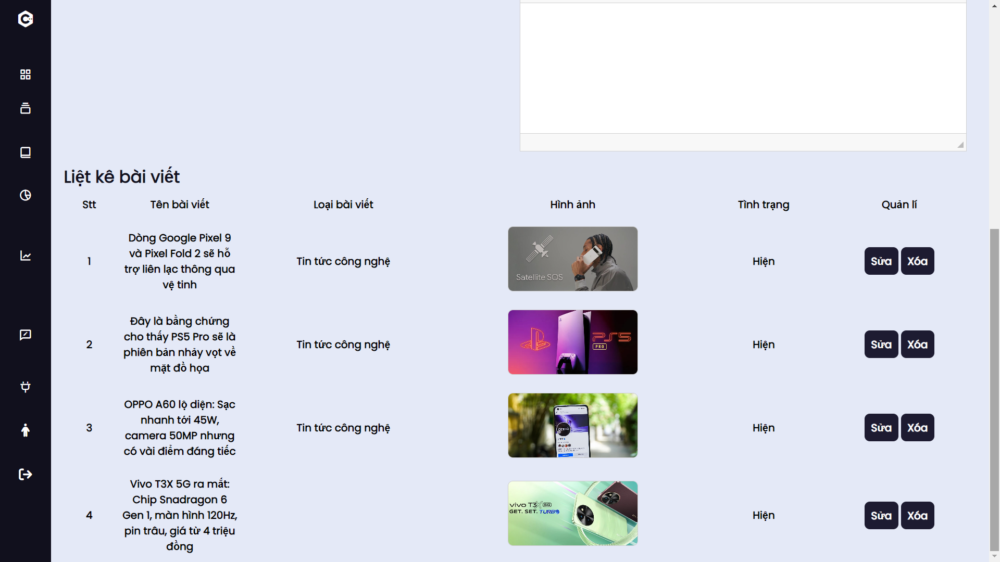 Liệt kê bài viết
Stt Tên bài viết Loại bài viết Hình ảnh Tình trạng Quản lí
1
Dòng Google Pixel 9
và Pixel Fold 2 sẽ hỗ
trợ liên lạc thông qua
vệ tinh
Tin tức công nghệ
Satellite SOS
Hiện
Sửa Xóa
2
Đây là bằng chứng
cho thấy PS5 Pro sẽ là
phiên bản nhảy vọt về
mặt đồ họa
Tin tức công nghệ
PS5
PRO
Hiện
Sửa Xóa
3
OPPO A60 lộ diện: Sạc
nhanh tới 45W,
camera 50MP nhưng
có vài điểm đáng tiếc
Tin tức công nghệ
oppo
Hiện
Sửa Xóa
4
Vivo T3X 5G ra mắt:
Chip Snadragon 6
Gen 1, màn hình 120Hz,
pin trâu, giá từ 4 triệu
đồng
vivo T3X 5G
GET. SET. TURBO
Hiện
Sửa Xóa